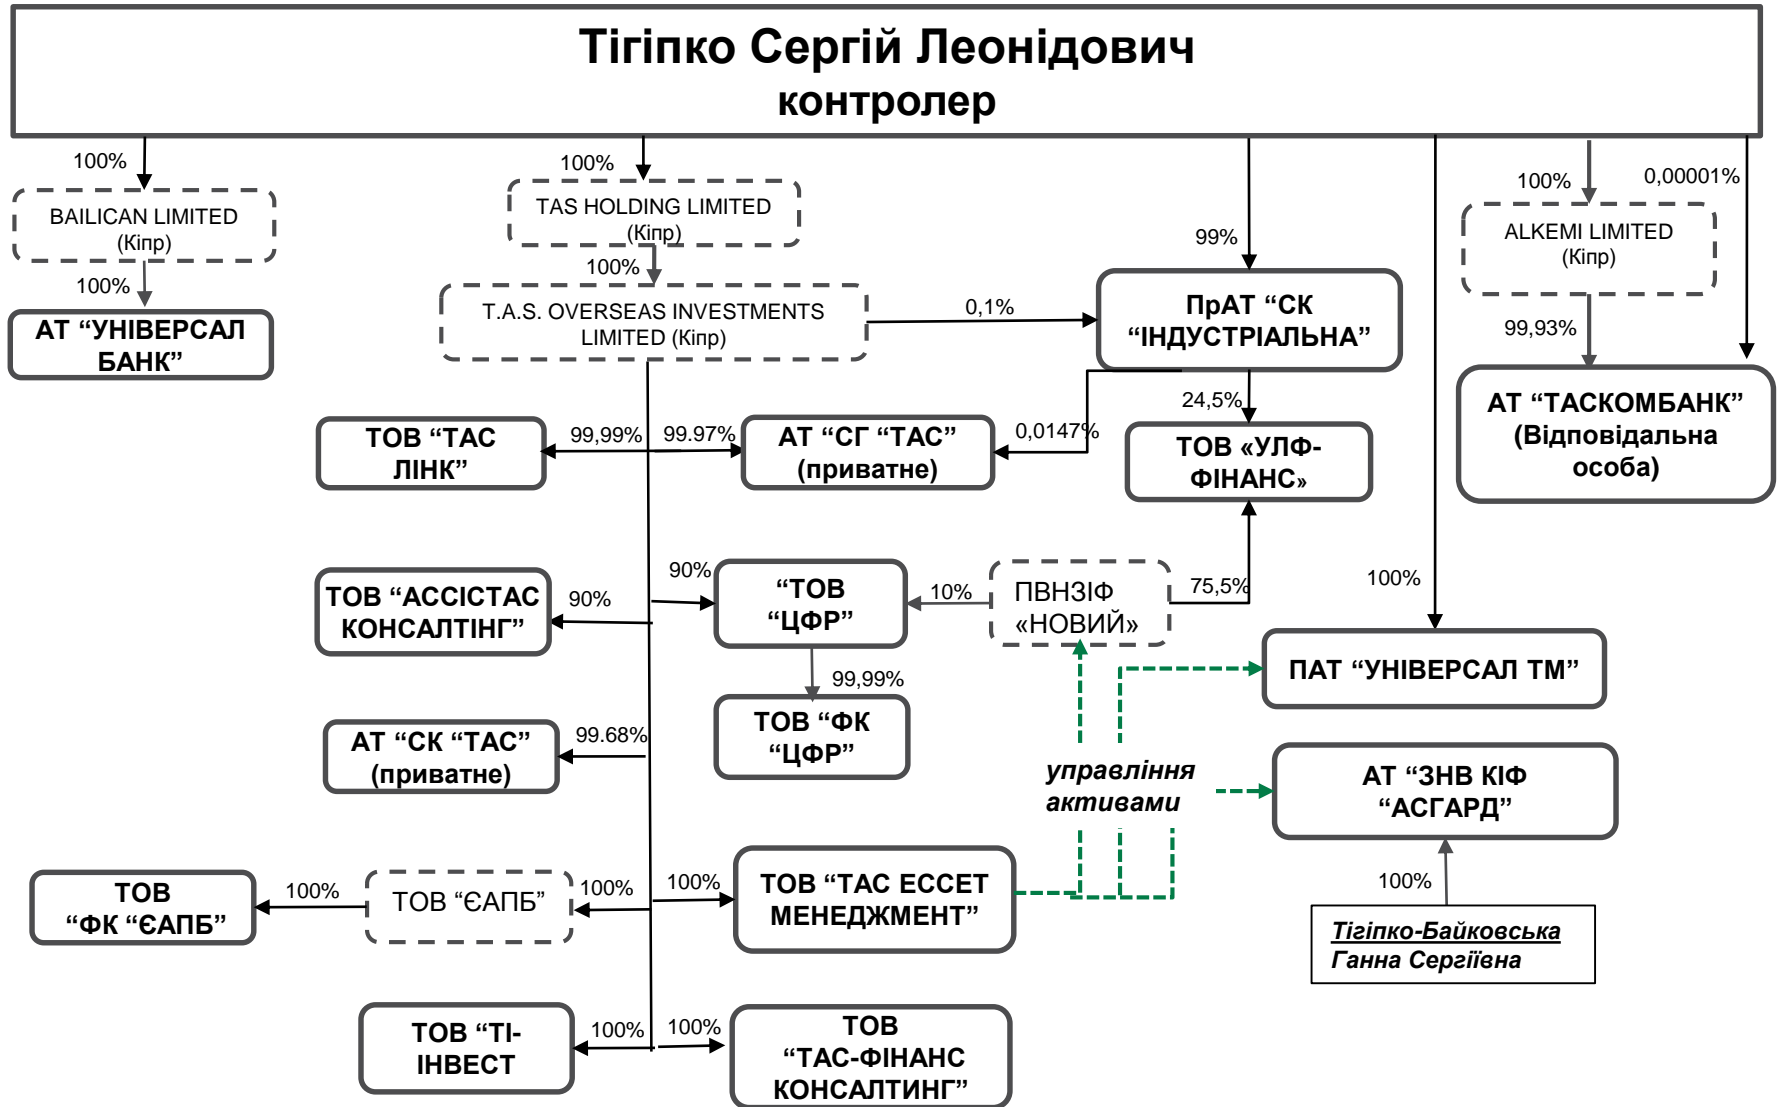 Тігіпко Сергій Леонідович
контролер
100%
100%
100%
0,00001%
BAILICAN LIMITED
(Кіпр)
TAS HOLDING LIMITED
(Кіпр)
99%
ALKEMI LIMITED
(Кіпр)
100%
100%
АТ “УНІВЕРСАЛ
БАНК”
T.A.S. OVERSEAS INVESTMENTS
LIMITED (Кіпр)
0,1%
ПрАТ “СК
“ІНДУСТРІАЛЬНА”
99,93%
АТ “ТАСКОМБАНК”
(Відповідальна
особа)
24,5%
ТОВ “ТАС
ЛІНК”
99,99%
99.97%
АТ “СГ “ТАС”
(приватне)
0,0147%
ТОВ «УЛФ-
ФІНАНС»
ТОВ “АССІСТАС
КОНСАЛТІНГ”
90%
90%
“ТОВ
“ЦФР”
10%
ПВНЗІФ
«НОВИЙ»
75,5%
100%
99,99%
ПАТ “УНІВЕРСАЛ ТМ”
АТ “СК “ТАС”
(приватне)
99.68%
ТОВ “ФК
“ЦФР”
управління
активами
АТ “ЗНВ КІФ
“АСГАРД”
100%
ТОВ
“ФК “ЄАПБ”
100%
ТОВ “ЄАПБ”
100%
100%
ТОВ “ТАС ЕССЕТ
МЕНЕДЖМЕНТ”
Тігіпко-Байковська
Ганна Сергіївна
ТОВ “ТІ-
ІНВЕСТ
100%
100%
ТОВ
“ТАС-ФІНАНС
КОНСАЛТИНГ”